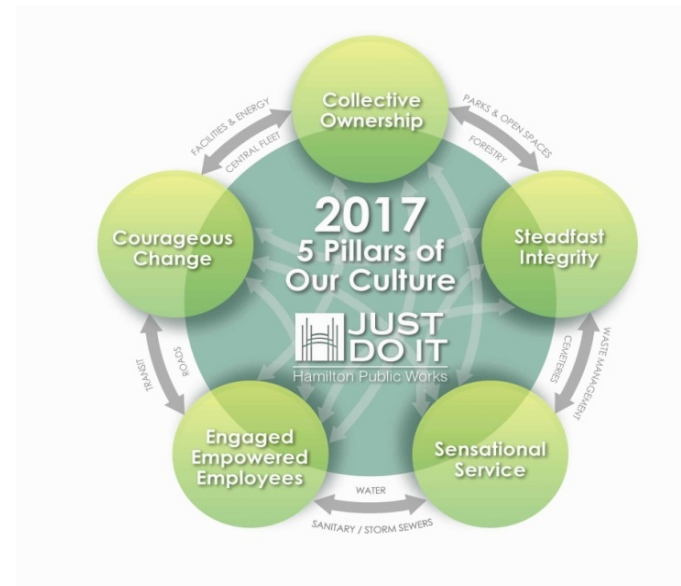 Collective
Ownership
FACILITIES & ENERGY
CENTRAL FLEET
PARKS & OPEN SPACES
FORESTRY
2017
5 Pillars of
Our Culture
Courageous
Change
Steadfast
Integrity
JUST
DO IT
Hamilton Public Works
TRANSIT
ROADS
CEMETERIES
WASTE MANAGEMENT
Engaged
Empowered
Employees
Sensational
Service
WATER
SANITARY / STORM SEWERS